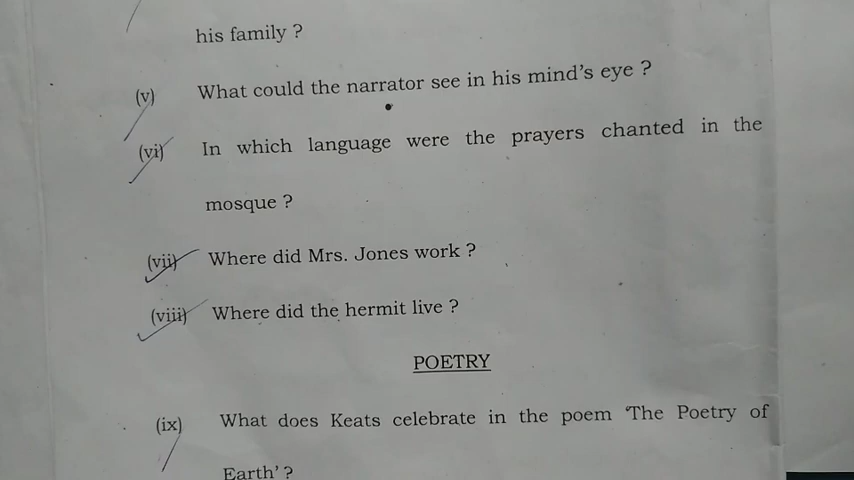 his family ?
(v) What could the narrator see in his mind's eye ?
(vi) In which language were the prayers chanted in the
mosque ?
(vii) Where did Mrs. Jones work ?
(viii) Where did the hermit live ?
POETRY
(ix) What does Keats celebrate in the poem 'The Poetry of
Earth' ?